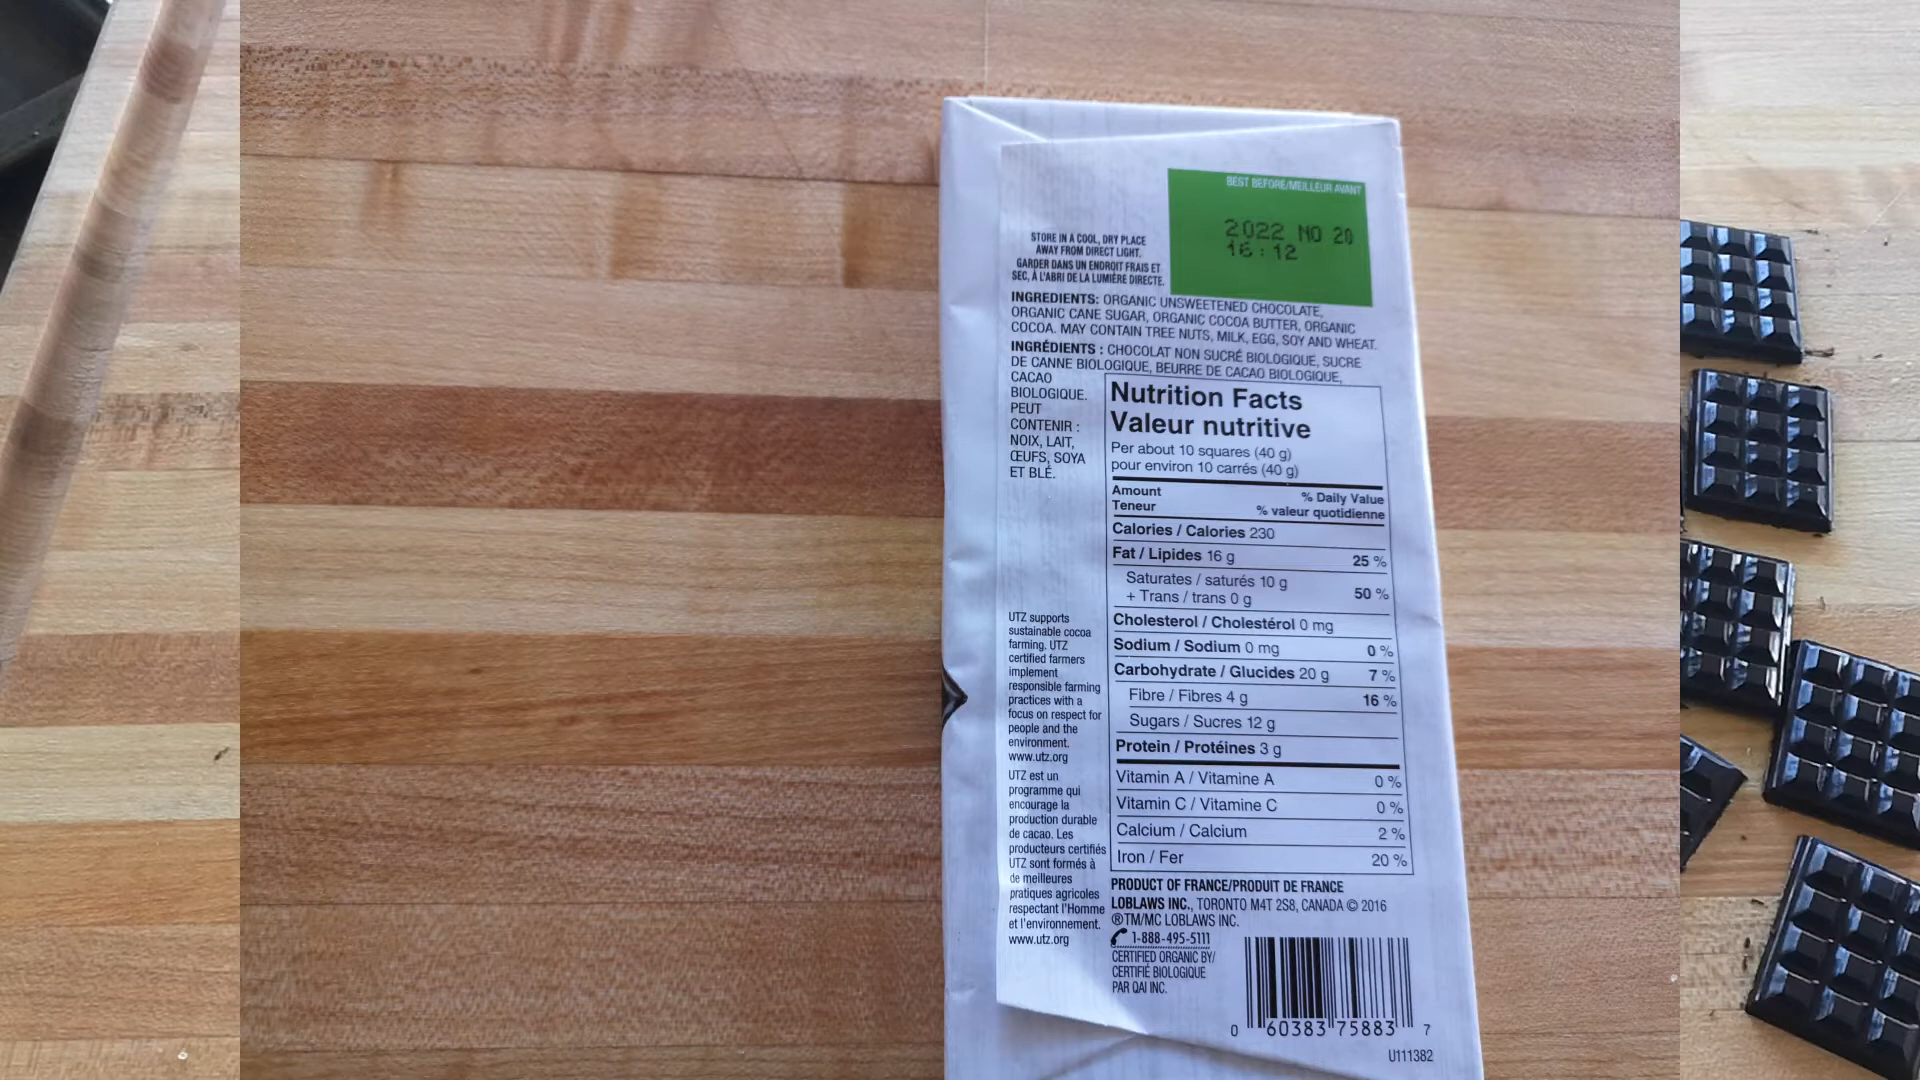 BEST BEFORE/MEILLEUR AVANT
2022 NO 20
16:12
STORE IN A COOL, DRY PLACE
AWAY FROM DIRECT LIGHT.
GARDER DANS UN ENDROIT FRAIS ET
SEC, À L'ABRI DE LA LUMIÈRE DIRECTE.
INGREDIENTS: ORGANIC UNSWEETENED CHOCOLATE,
ORGANIC CANE SUGAR, ORGANIC COCOA BUTTER, ORGANIC
COCOA. MAY CONTAIN TREE NUTS, MILK, EGG, SOY AND WHEAT.
INGRÉDIENTS : CHOCOLAT NON SUCRÉ BIOLOGIQUE, SUCRE
DE CANNE BIOLOGIQUE, BEURRE DE CACAO BIOLOGIQUE,
CACAO
BIOLOGIQUE.
PEUT
CONTENIR :
NOIX, LAIT,
ŒUFS, SOYA
ET BLÉ.
Nutrition Facts
Valeur nutritive
Per about 10 squares (40 g)
pour environ 10 carrés (40 g)
Amount % Daily Value
Teneur % valeur quotidienne
Calories / Calories 230
Fat / Lipides 16 g 25 %
Saturates / saturés 10 g
+ Trans / trans 0 g 50 %
Cholesterol / Cholestérol 0 mg
Sodium / Sodium 0 mg 0 %
Carbohydrate / Glucides 20 g 7 %
Fibre / Fibres 4 g 16 %
Sugars / Sucres 12 g
Protein / Protéines 3 g
Vitamin A / Vitamine A 0 %
Vitamin C / Vitamine C 0 %
Calcium / Calcium 2 %
Iron / Fer 20 %
UTZ supports
sustainable cocoa
farming. UTZ
certified farmers
implement
responsible farming
practices with a
focus on respect for
people and the
environment.
www.utz.org
UTZ est un
programme qui
encourage la
production durable
de cacao. Les
producteurs certifiés
UTZ sont formés à
de meilleures
pratiques agricoles
respectant l'Homme
et l'environnement.
www.utz.org
PRODUCT OF FRANCE/PRODUIT DE FRANCE
LOBLAWS INC., TORONTO M4T 2S8, CANADA © 2016
®TM/MC LOBLAWS INC.
1-888-495-5111
CERTIFIED ORGANIC BY/
CERTIFIÉ BIOLOGIQUE
PAR QAI INC.
0 60383 75883 7
U111382